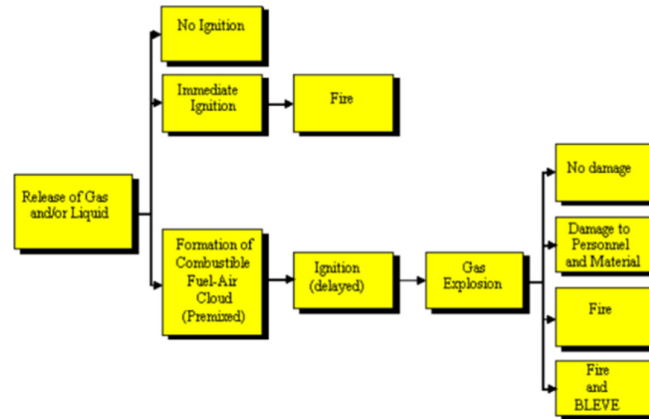 No Ignition
Immediate
Ignition
Fire
Release of Gas
and/or Liquid
Formation of
Combustible
Fuel-Air
Cloud
(Premixed)
Ignition
(delayed)
Gas
Explosion
No damage
Damage to
Personnel
and Material
Fire
Fire
and
BLEVE